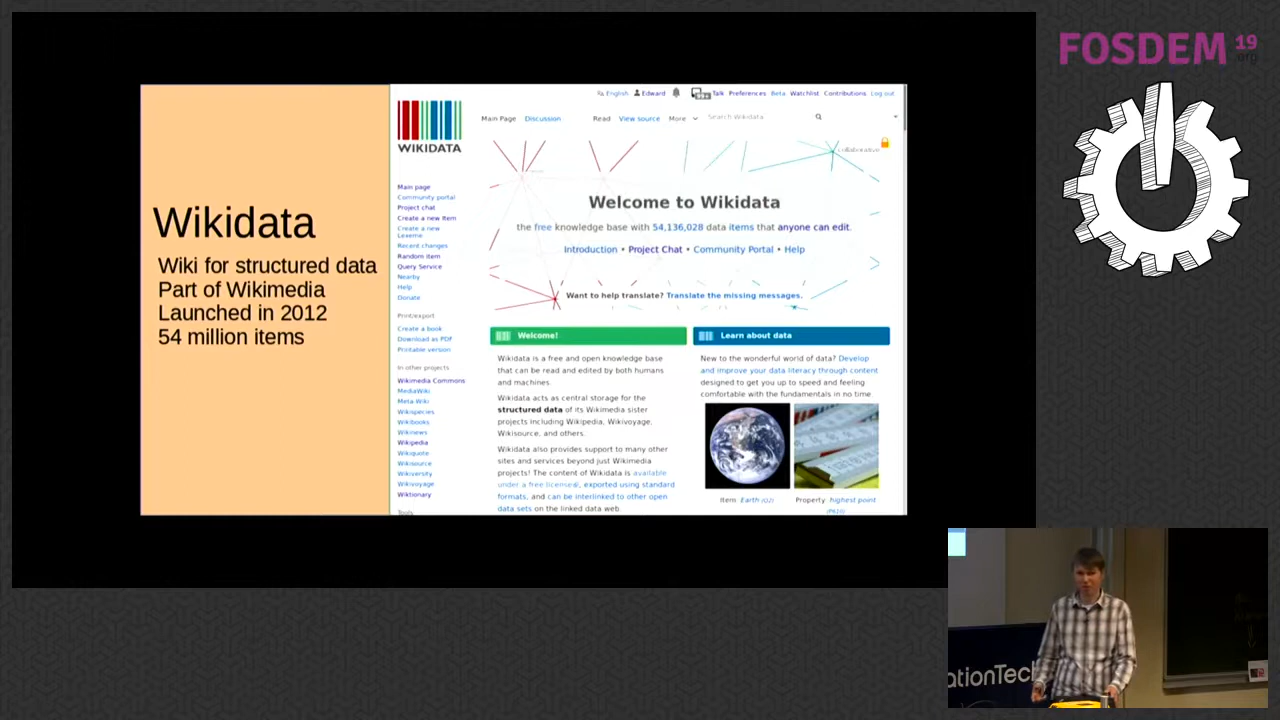 FOSDEM 19
.org
Wikidata
Wiki for structured data
Part of Wikimedia
Launched in 2012
54 million items
WIKIDATA
English Edward 99+ Talk Preferences Beta Watchlist Contributions Log out
Main Page Discussion Read View source More Search Wikidata
collaborative
Main page
Community portal
Project chat
Create a new Item
Create a new
Lexeme
Recent changes
Random item
Query Service
Nearby
Help
Donate
Print/export
Create a book
Download as PDF
Printable version
In other projects
Wikimedia Commons
MediaWiki
Meta-Wiki
Wikispecies
Wikibooks
Wikinews
Wikipedia
Wikiquote
Wikisource
Wikiversity
Wikivoyage
Wiktionary
Tools
Welcome to Wikidata
the free knowledge base with 54,136,028 data items that anyone can edit.
Introduction • Project Chat • Community Portal • Help
Want to help translate? Translate the missing messages.
Welcome!
Wikidata is a free and open knowledge base
that can be read and edited by both humans
and machines.
Wikidata acts as central storage for the
structured data of its Wikimedia sister
projects including Wikipedia, Wikivoyage,
Wikisource, and others.
Wikidata also provides support to many other
sites and services beyond just Wikimedia
projects! The content of Wikidata is available
under a free license, exported using standard
formats, and can be interlinked to other open
data sets on the linked data web.
Learn about data
New to the wonderful world of data? Develop
and improve your data literacy through content
designed to get you up to speed and feeling
comfortable with the fundamentals in no time.
Item: Earth (Q2)
Property: highest point
(P610)
ationTech